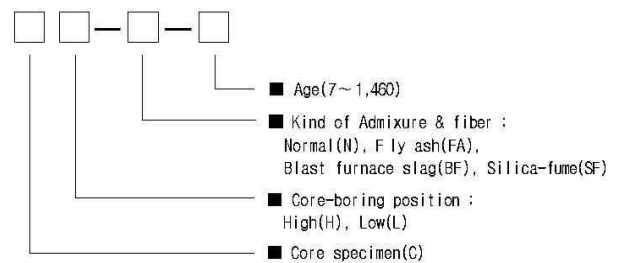 ■ Age(7~1,460)
■ Kind of Admixure & fiber :
Normal(N), F ly ash(FA),
Blast furnace slag(BF), Silica-fume(SF)
■ Core-boring position :
High(H), Low(L)
■ Core specimen(C)